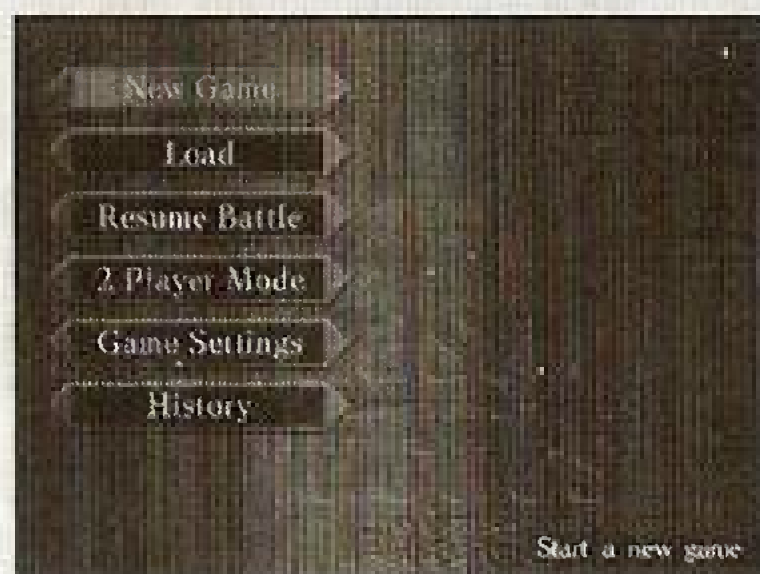 New Game
Load
Resume Battle
2 Player Mode
Game Settings
History
Start a new game